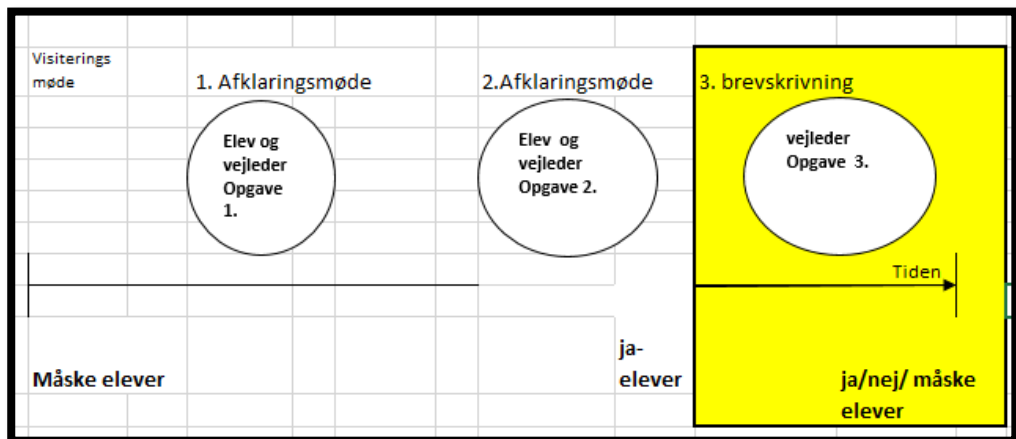 Visiterings
møde
1. Afklaringsmøde
2.Afklaringsmøde
3. brevskrivning
Elev og
vejleder
Opgave
1.
Elev og
vejleder
Opgave 2.
vejleder
Opgave 3.
Tiden
Måske elever
ja-
elever
ja/nej/ måske
elever